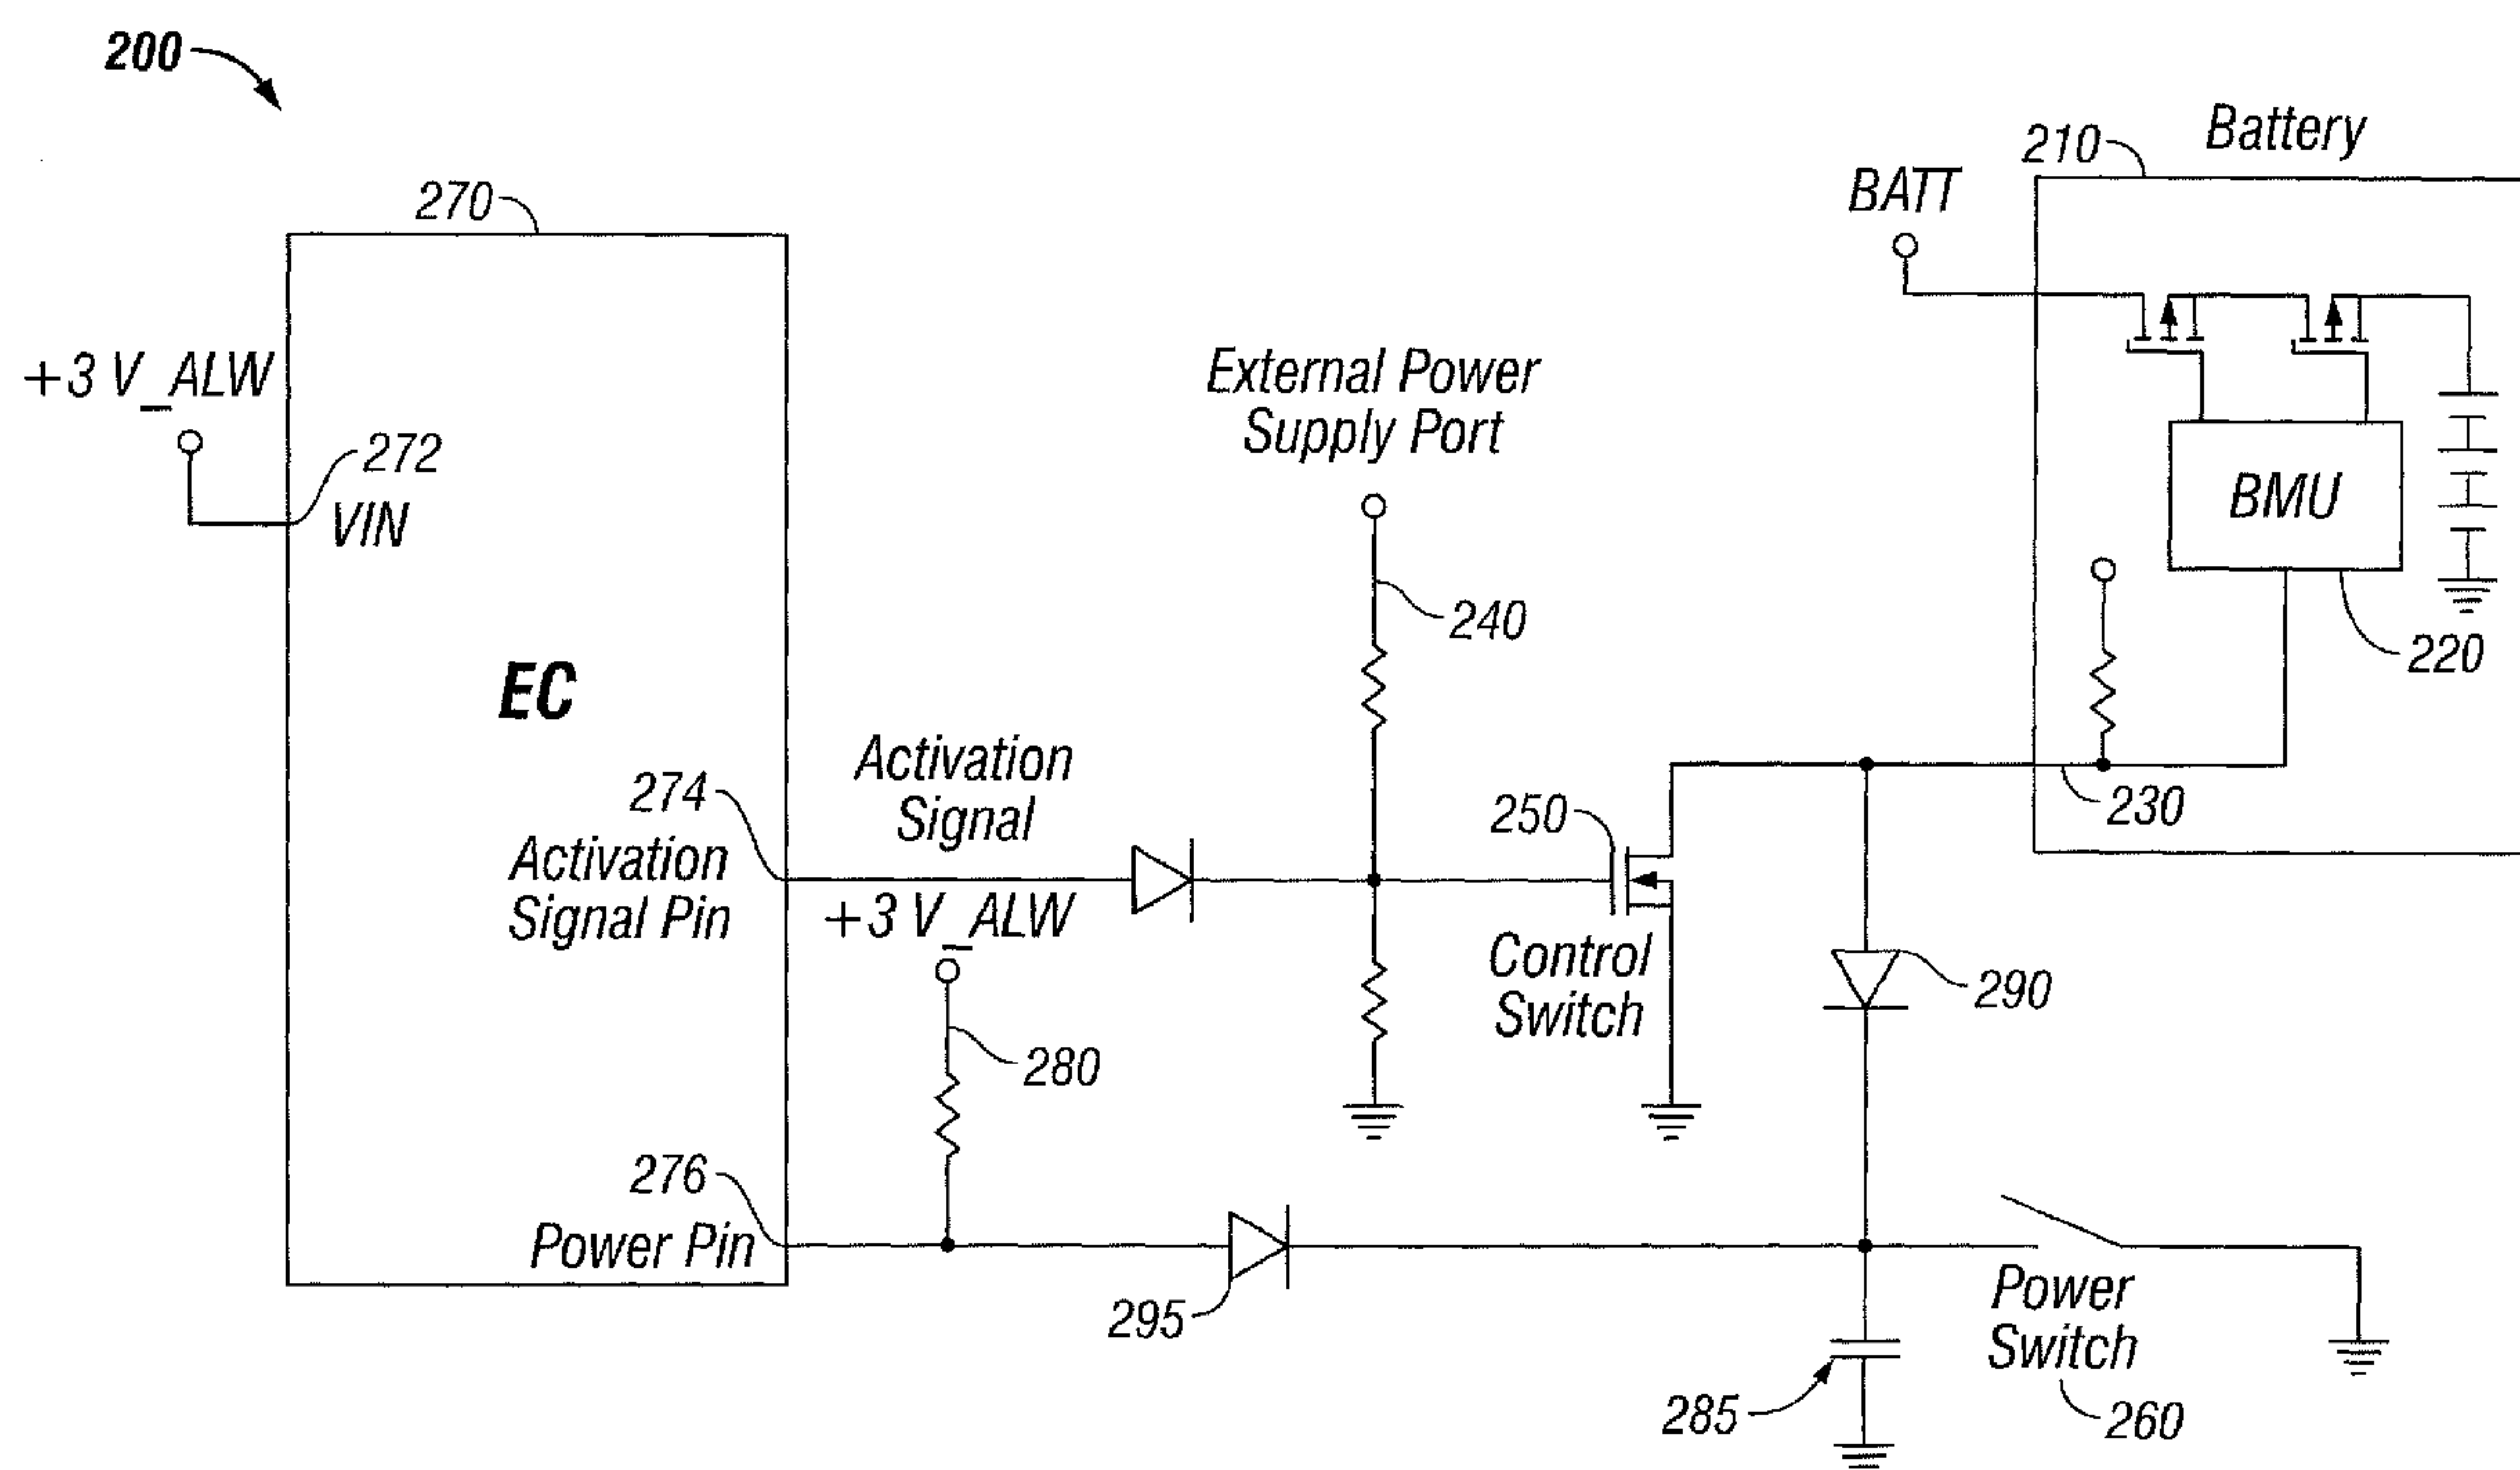 200
Battery
210
BATT
270
+3 V_ALW
272
VIN
External Power
Supply Port
240
BMU
220
230
EC
Activation
Signal
274
Activation
Signal Pin
+3 V_ALW
250
Control
Switch
290
280
276
Power Pin
295
Power
Switch
260
285